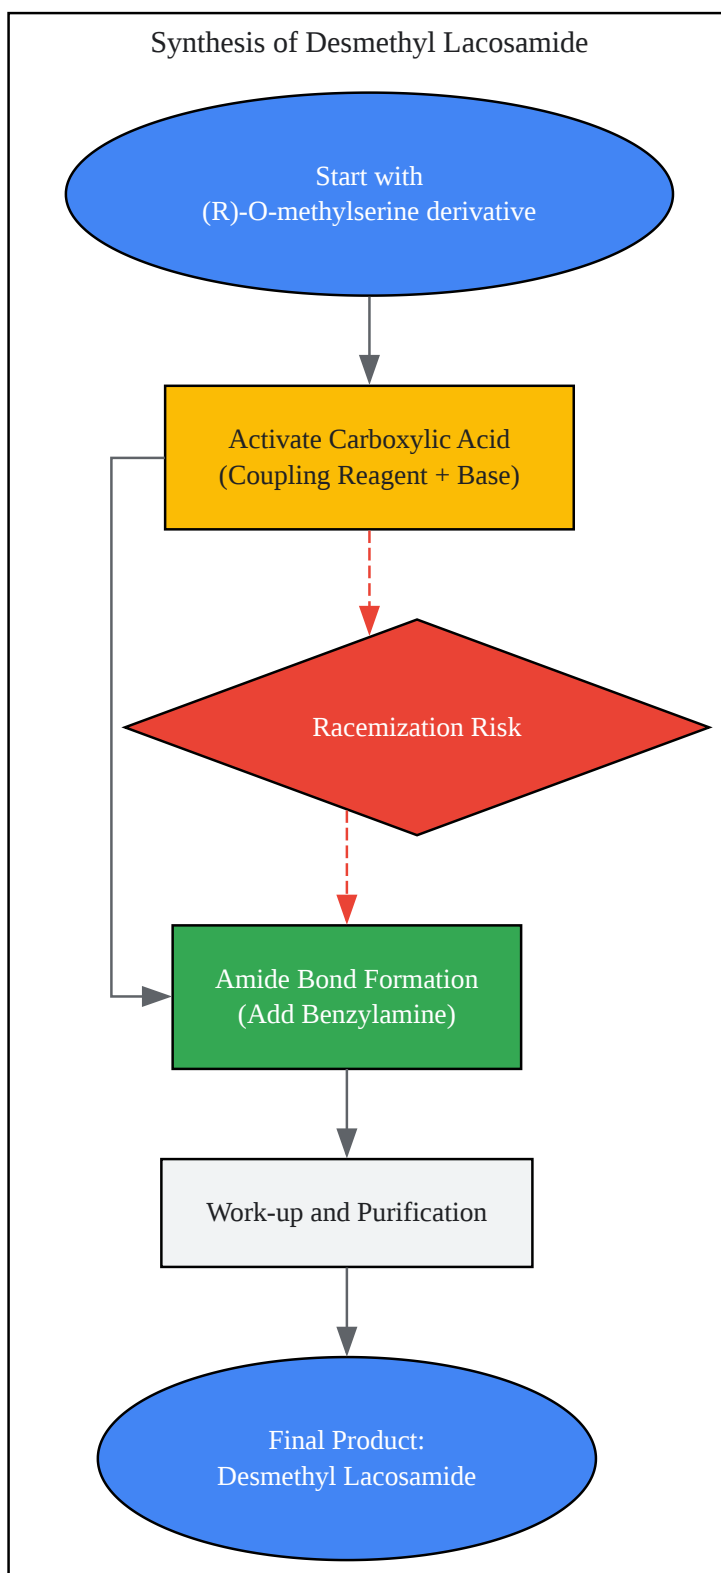 Synthesis of Desmethyl Lacosamide
Start with
(R)-O-methylserine derivative
Activate Carboxylic Acid
(Coupling Reagent + Base)
Racemization Risk
Amide Bond Formation
(Add Benzylamine)
Work-up and Purification
Final Product:
Desmethyl Lacosamide